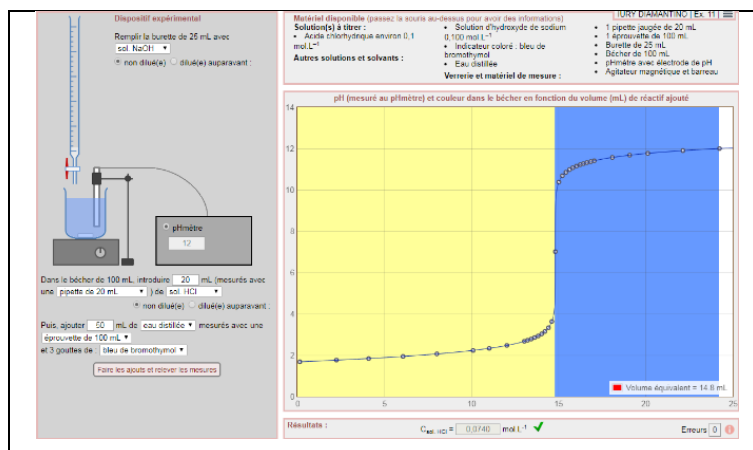 Dispositif expérimental
Remplir la burette de 25 mL avec
sol. NaOH
non dilué(e) dilué(e) auparavant :
pHmètre
12
Dans le bécher de 100 mL, introduire 20 mL (mesurés avec
une pipette de 20 mL ) de sol. HCl
non dilué(e) dilué(e) auparavant :
Puis, ajouter 50 mL de eau distillée mesurés avec une
éprouvette de 100 mL
et 3 gouttes de : bleu de bromothymol
Faire les ajouts et relever les mesures
IURY DIAMANTINO | Ex. 11
Matériel disponible (passez la souris au-dessus pour avoir des informations)
Solution(s) à titrer :
• Acide chlorhydrique environ 0,1
mol.L⁻¹
Autres solutions et solvants :
• Solution d'hydroxyde de sodium
0,100 mol.L⁻¹
• Indicateur coloré : bleu de
bromothymol
• Eau distillée
Verrerie et matériel de mesure :
• 1 pipette jaugée de 20 mL
• 1 éprouvette de 100 mL
• Burette de 25 mL
• Bécher de 100 mL
• pHmètre avec électrode de pH
• Agitateur magnétique et barreau
pH (mesuré au pHmètre) et couleur dans le bécher en fonction du volume (mL) de réactif ajouté
14
12
10
8
6
4
2
0
0 5 10 15 20 25
Volume équivalent = 14.8 mL
Résultats :
Csol. HCl = 0,0740 mol.L⁻¹
Erreurs 0